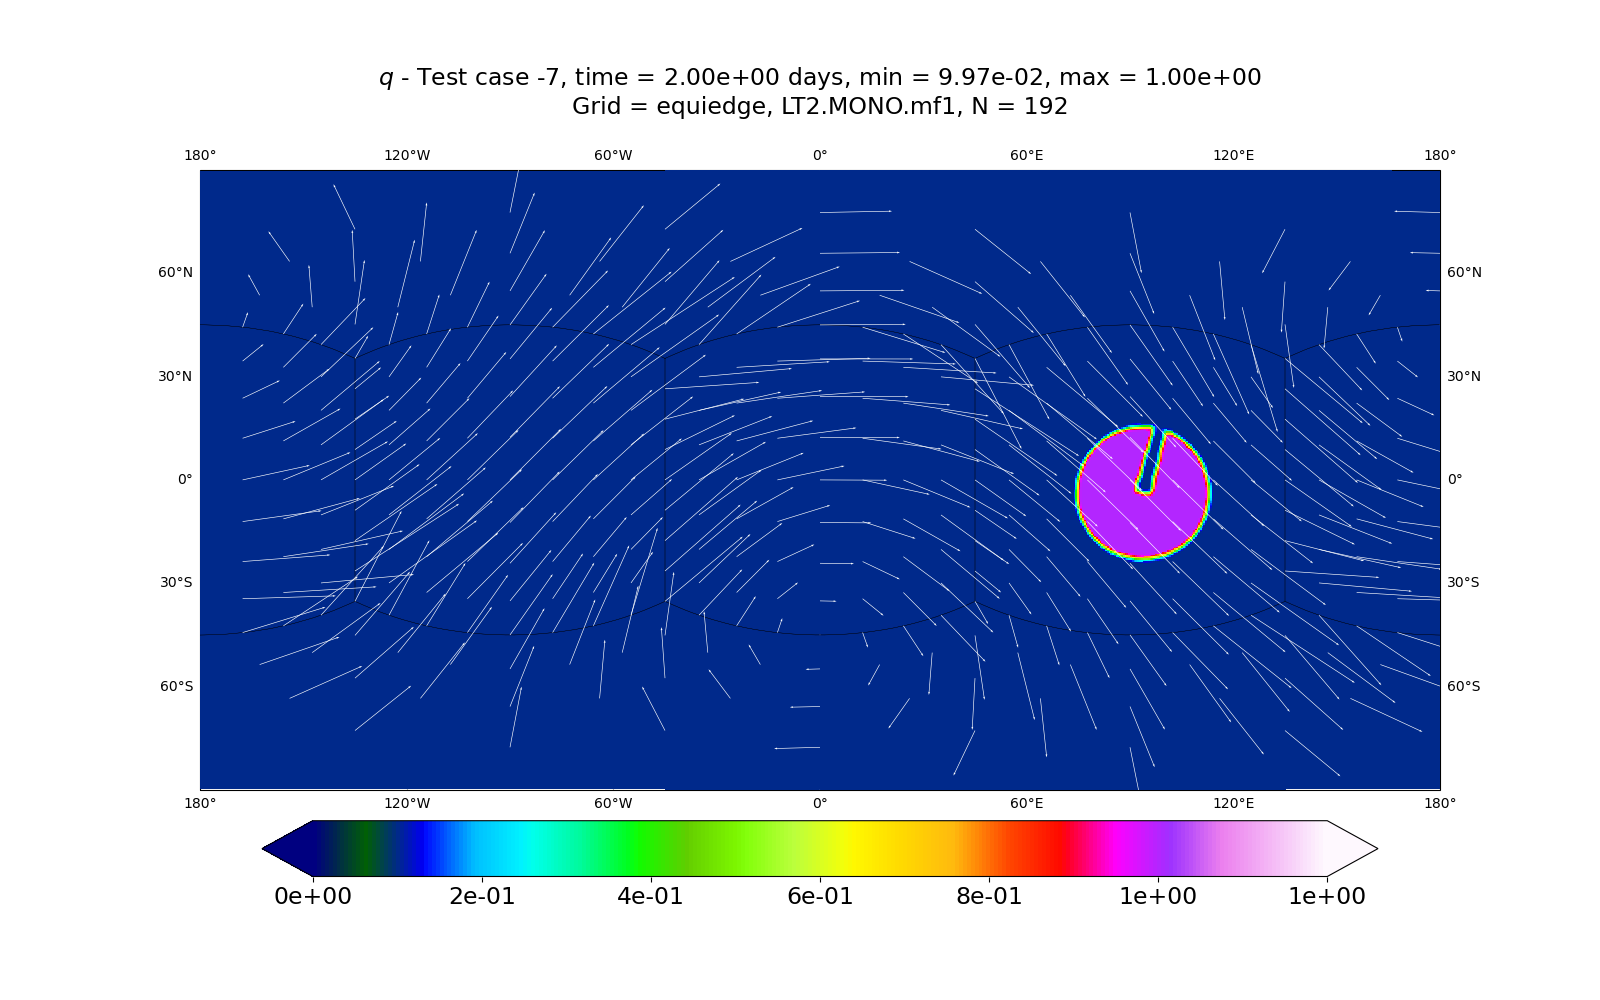 q - Test case -7, time = 2.00e+00 days, min = 9.97e-02, max = 1.00e+00
Grid = equiedge, LT2.MONO.mf1, N = 192
180° 120°W 60°W 0° 60°E 120°E 180°
60°N 60°N
30°N 30°N
0° 0°
30°S 30°S
60°S 60°S
180° 120°W 60°W 0° 60°E 120°E 180°
0e+00 2e-01 4e-01 6e-01 8e-01 1e+00 1e+00